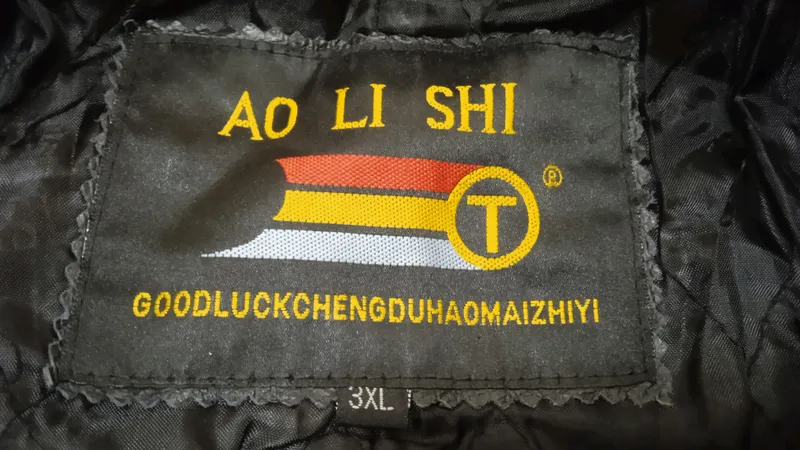 AO LI SHI
T ®
GOODLUCKCHENGDUHAOMAIZHIYI
3XL